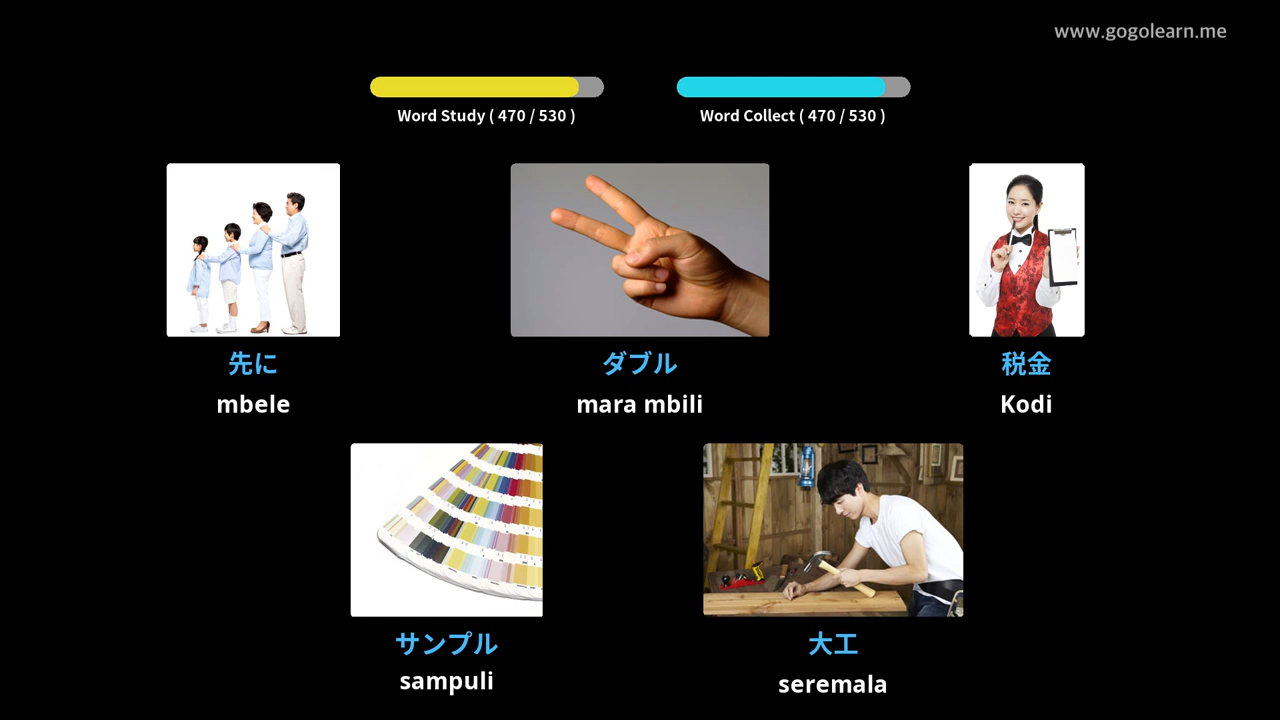 www.gogolearn.me
Word Study ( 470 / 530 )
Word Collect ( 470 / 530 )
先に
mbele
ダブル
mara mbili
税金
Kodi
サンプル
sampuli
大工
seremala